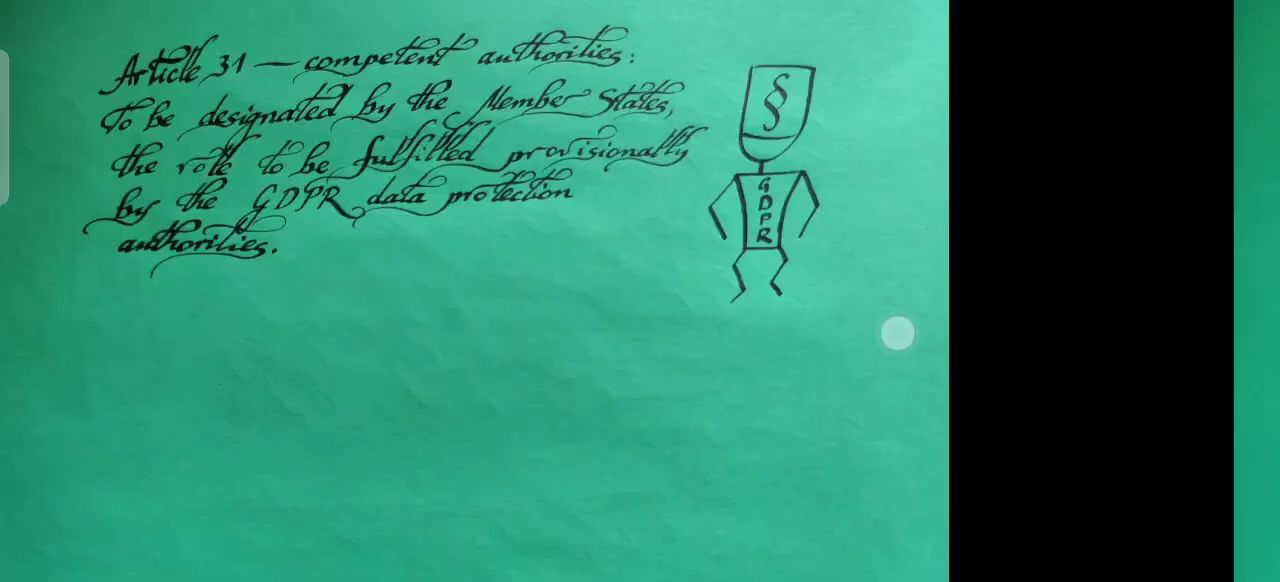 Article 31 — competent authorities:
To be designated by the Member States,
the role to be fulfilled provisionally
by the GDPR data protection
authorities.
§
G
D
P
R